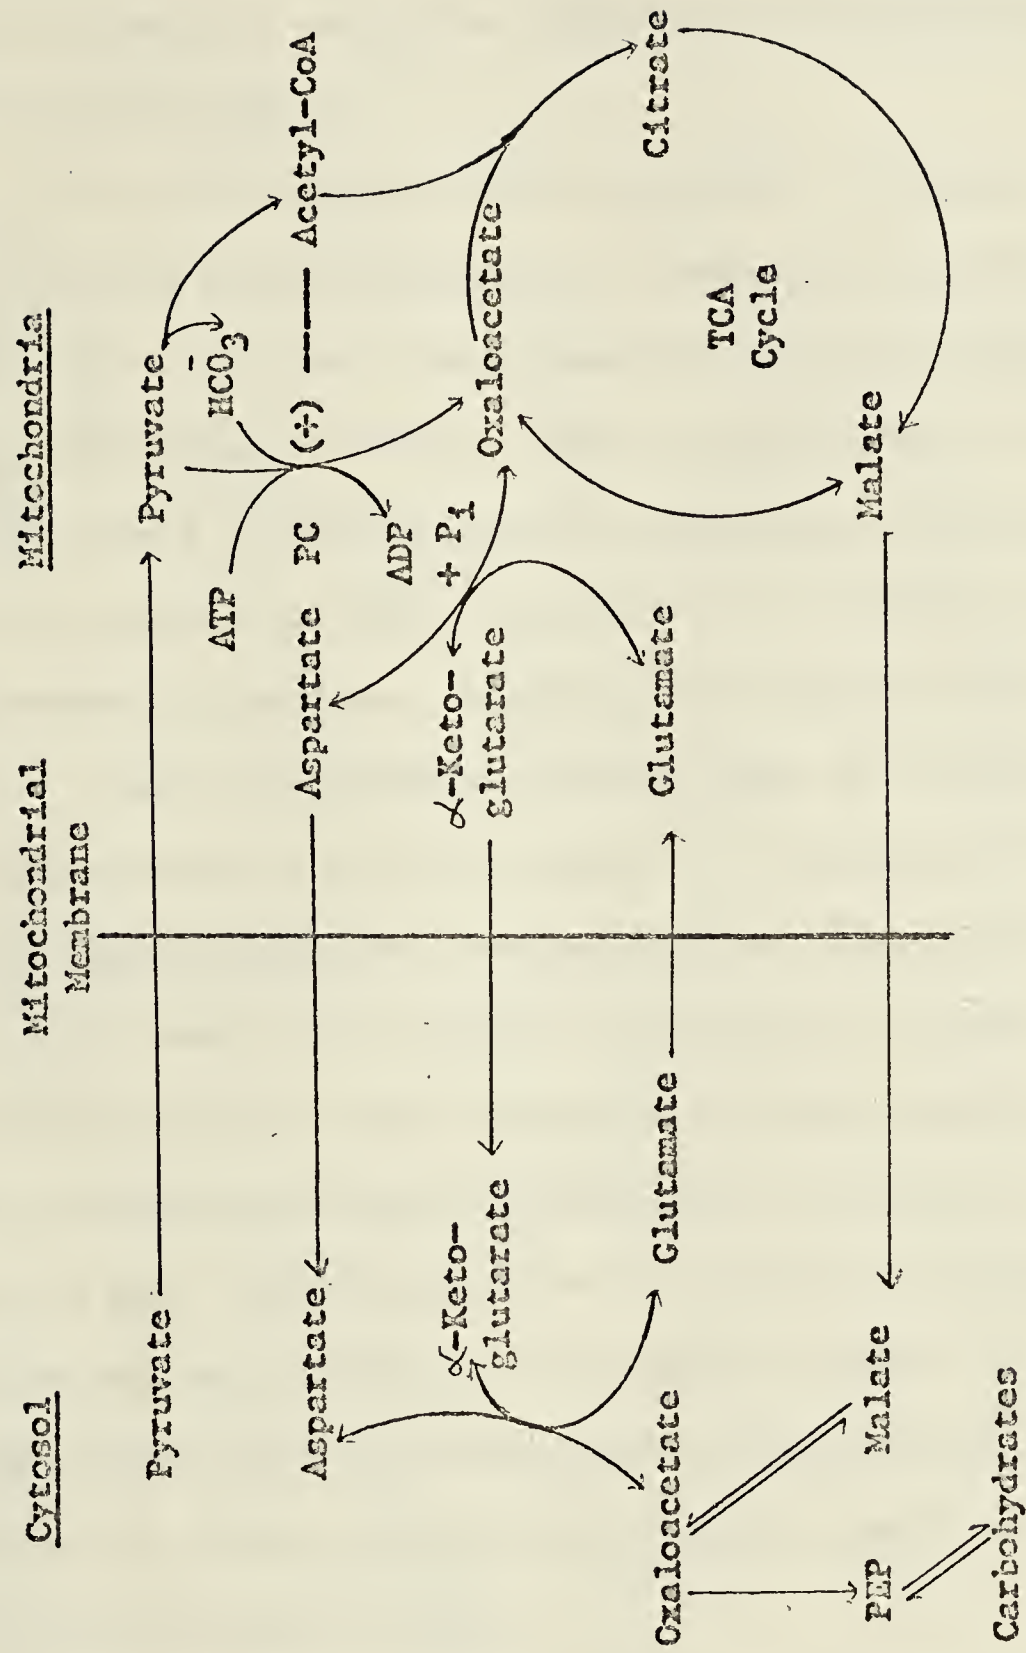 Cytosol
Mitochondrial
Membrane
Mitochondria
Pyruvate
Pyruvate
HCO3-
ATP
Aspartate
Aspartate
PC
(+)
Acetyl-CoA
ADP
+ Pi
α-Keto-
glutarate
α-Keto-
glutarate
Oxaloacetate
Oxaloacetate
Glutamate
Glutamate
Citrate
TCA
Cycle
PEP
Malate
Malate
Carbohydrates